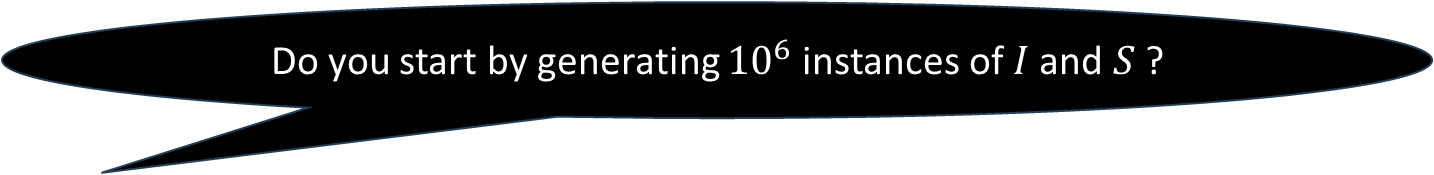 Do you start by generating 10⁶ instances of 𝐼 and 𝑆 ?